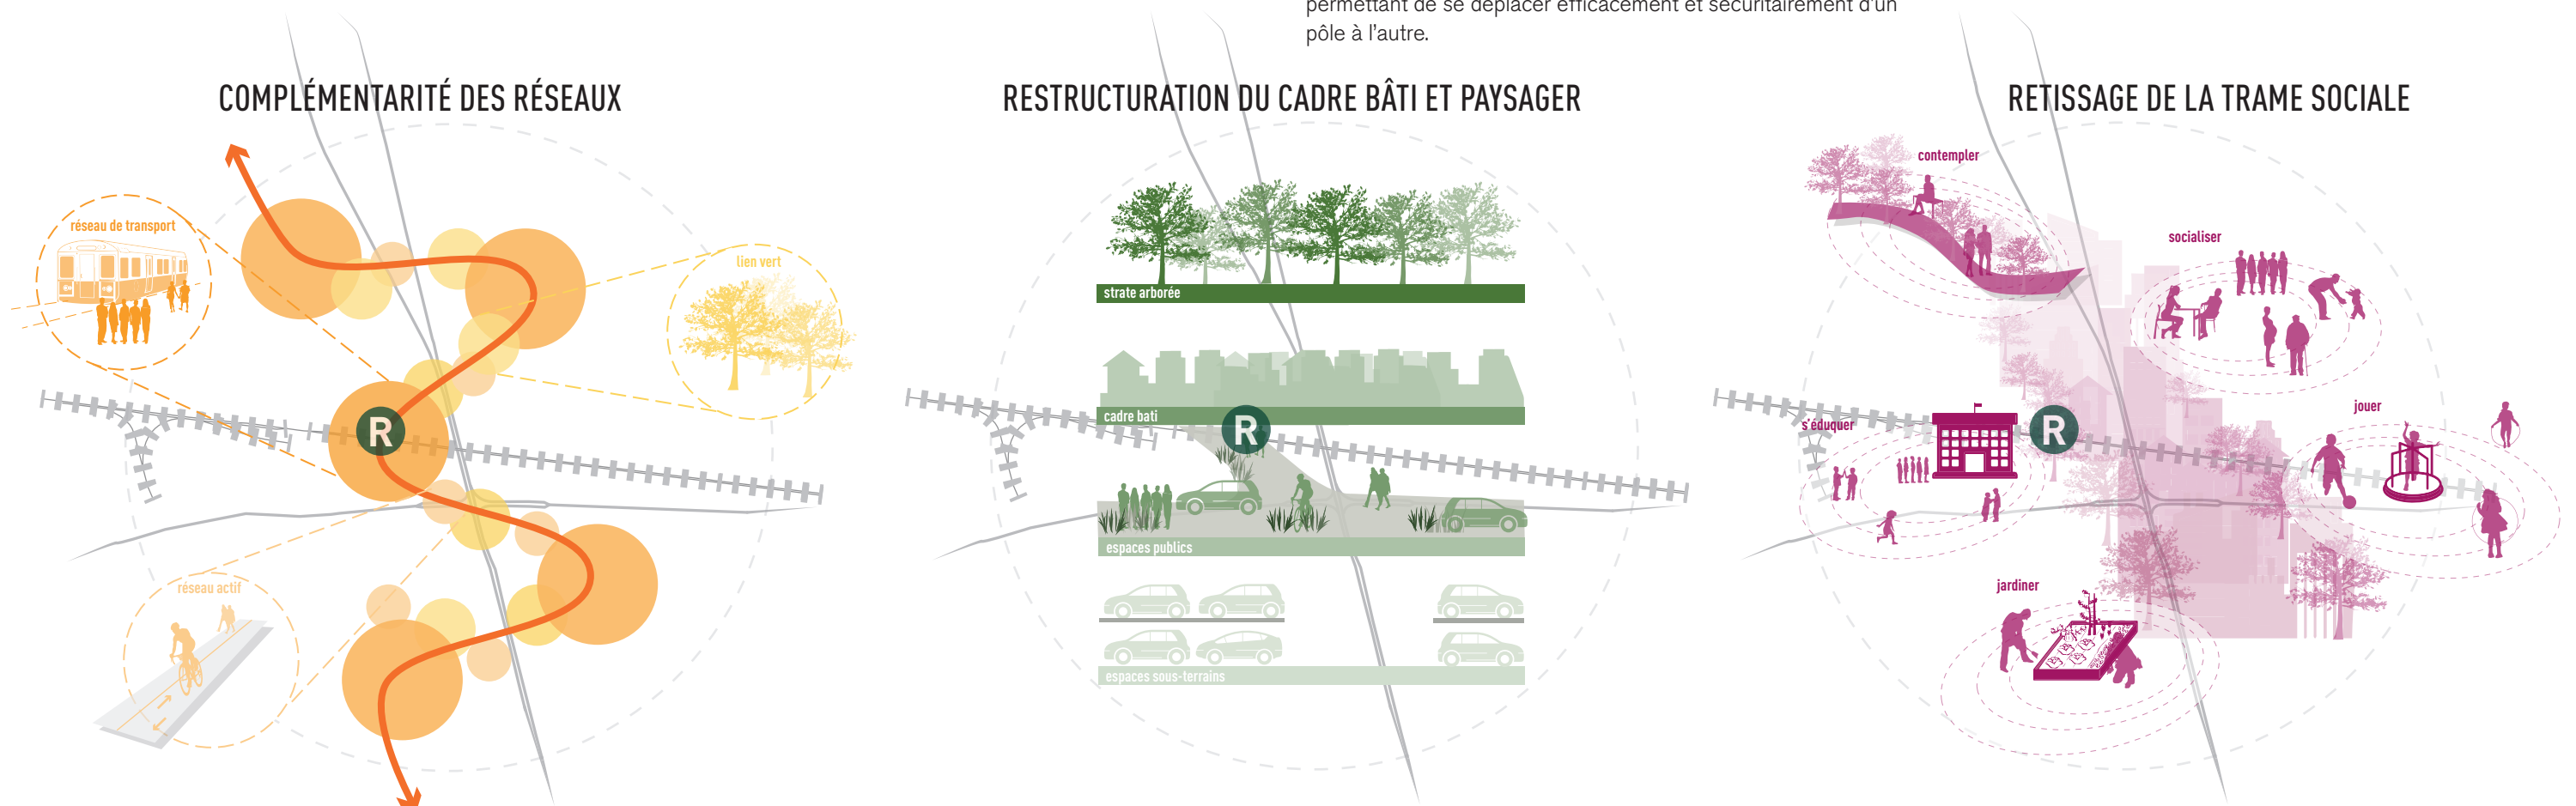 permettant de se déplacer efficacement et sécuritairement d'un
pôle à l'autre.
COMPLÉMENTARITÉ DES RÉSEAUX
réseau de transport
lien vert
R
réseau actif
RESTRUCTURATION DU CADRE BÂTI ET PAYSAGER
strate arborée
cadre bati
R
espaces publics
espaces sous-terrains
RETISSAGE DE LA TRAME SOCIALE
contempler
socialiser
jouer
s'éduquer
R
jardiner